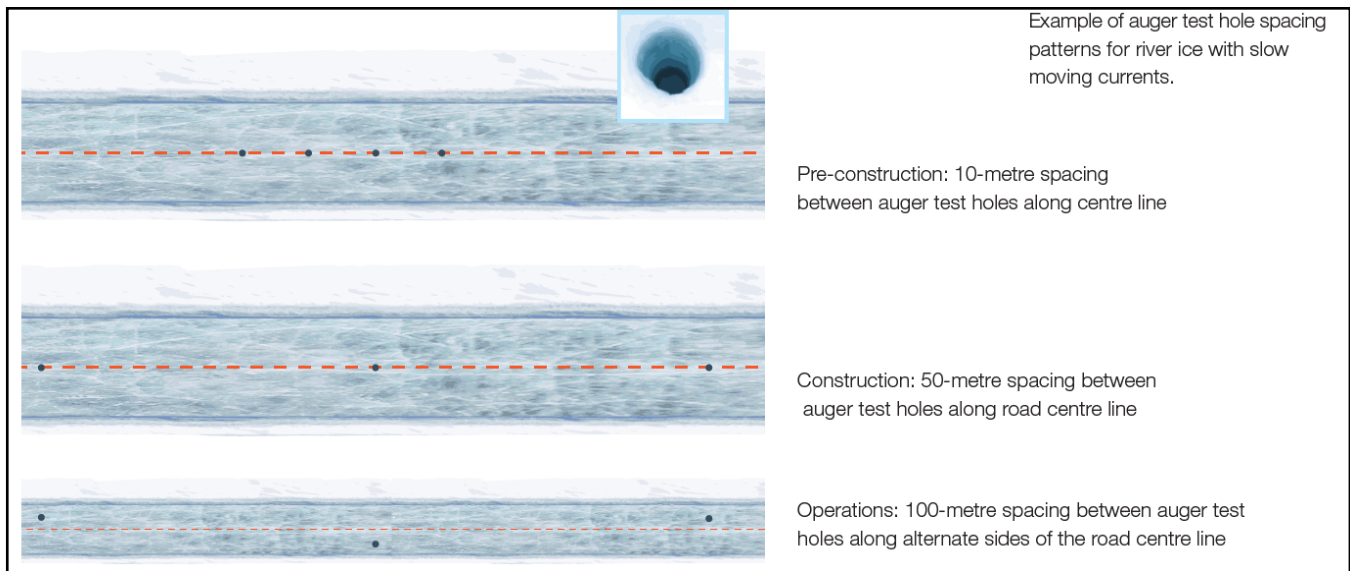 Example of auger test hole spacing
patterns for river ice with slow
moving currents.
Pre-construction: 10-metre spacing
between auger test holes along centre line
Construction: 50-metre spacing between
auger test holes along road centre line
Operations: 100-metre spacing between auger test
holes along alternate sides of the road centre line